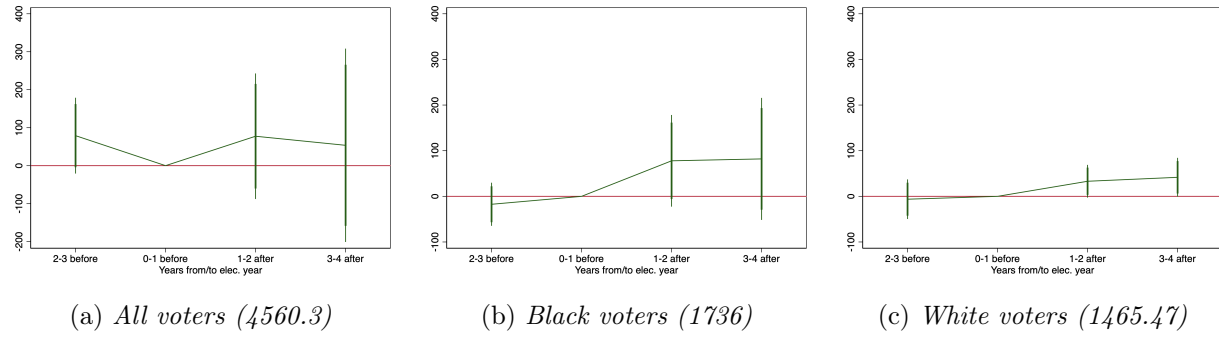 400
300
200
100
0
-100
-200
2-3 before 0-1 before 1-2 after 3-4 after
Years from/to elec. year
(a) All voters (4560.3)
400
300
200
100
0
-100
2-3 before 0-1 before 1-2 after 3-4 after
Years from/to elec. year
(b) Black voters (1736)
400
300
200
100
0
-100
2-3 before 0-1 before 1-2 after 3-4 after
Years from/to elec. year
(c) White voters (1465.47)